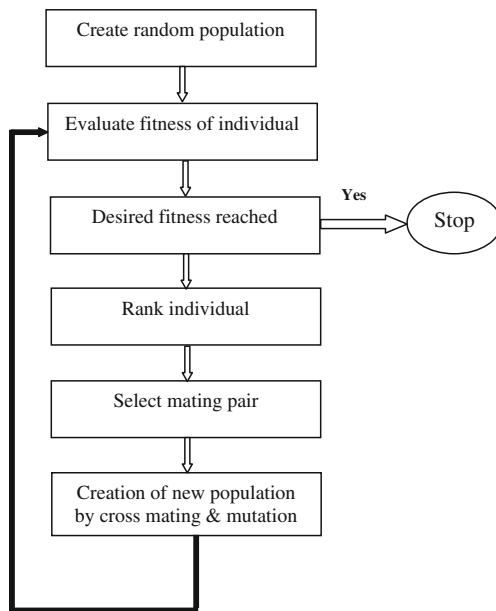 Create random population
Evaluate fitness of individual
Yes
Desired fitness reached
Stop
Rank individual
Select mating pair
Creation of new population
by cross mating & mutation